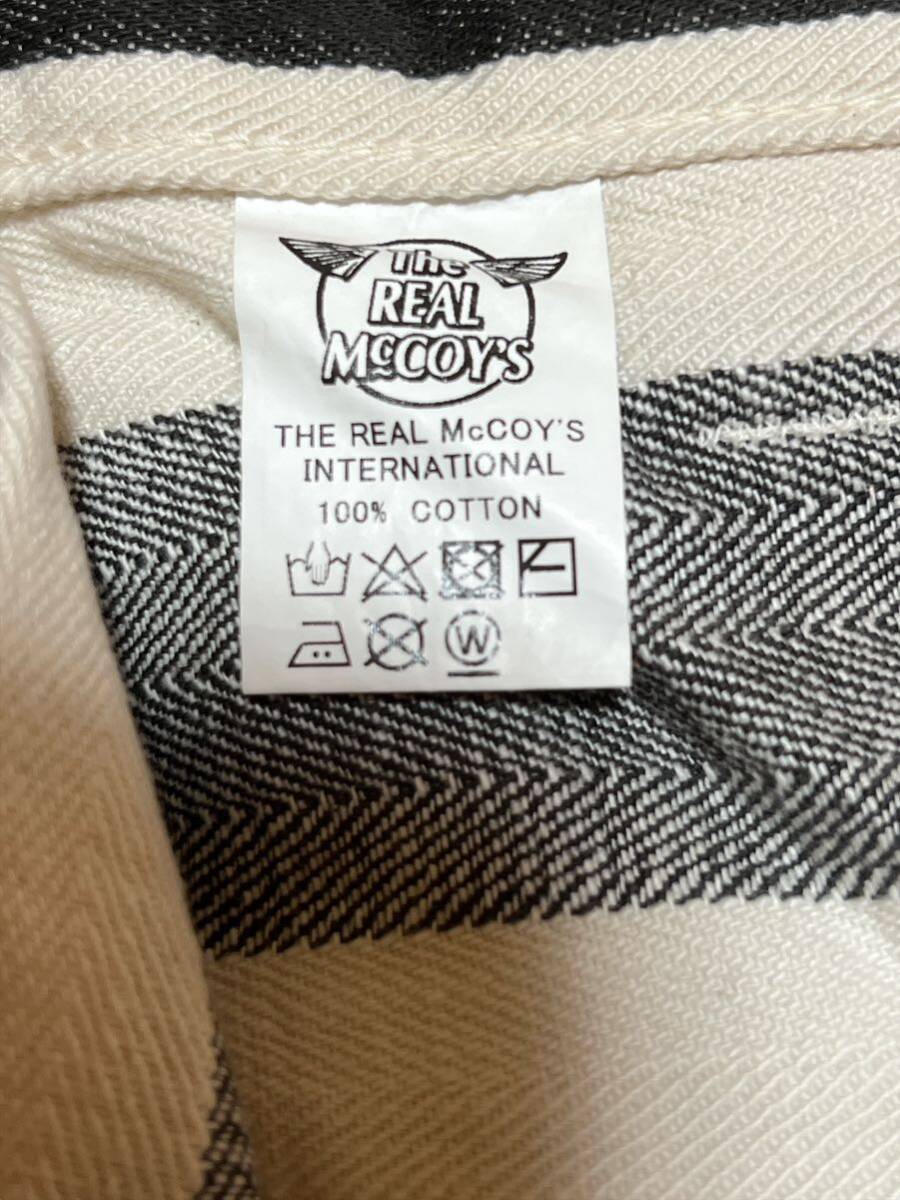 The
REAL
McCOY'S
THE REAL McCOY'S
INTERNATIONAL
100% COTTON
W